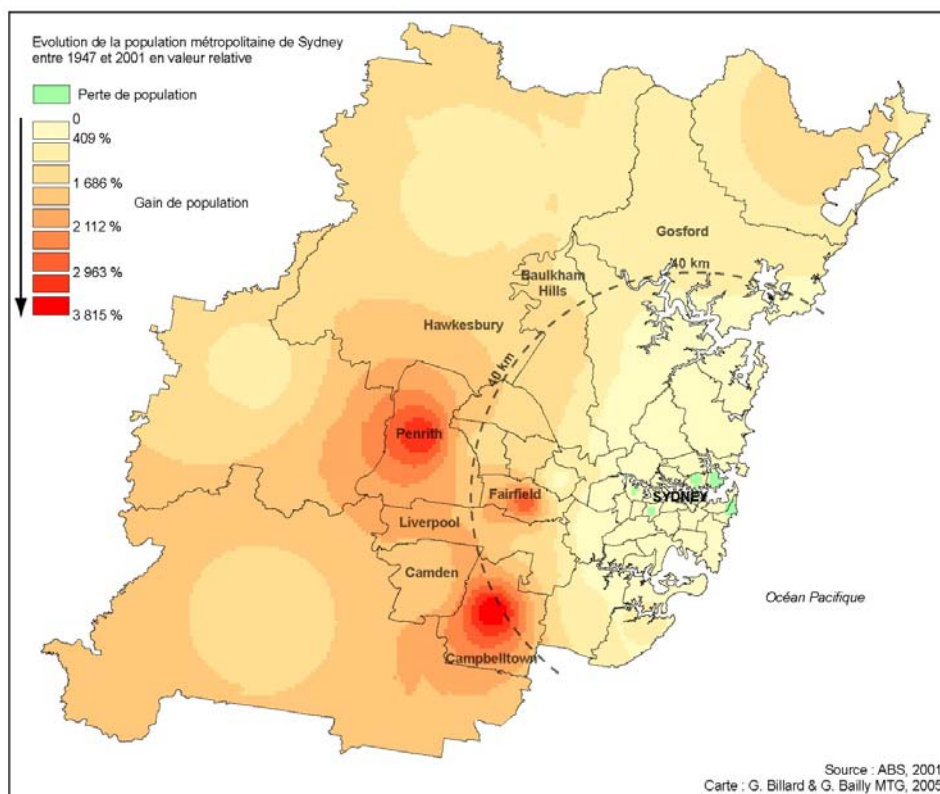 Evolution de la population métropolitaine de Sydney
entre 1947 et 2001 en valeur relative
Perte de population
0
409 %
1 686 %
Gain de population
2 112 %
2 963 %
3 815 %
Gosford
40 km
Baulkham
Hills
Hawkesbury
40 km
Penrith
Fairfield
SYDNEY
Liverpool
Camden
Océan Pacifique
Campbelltown
Source : ABS, 2001
Carte : G. Billard & G. Bailly MTG, 2005